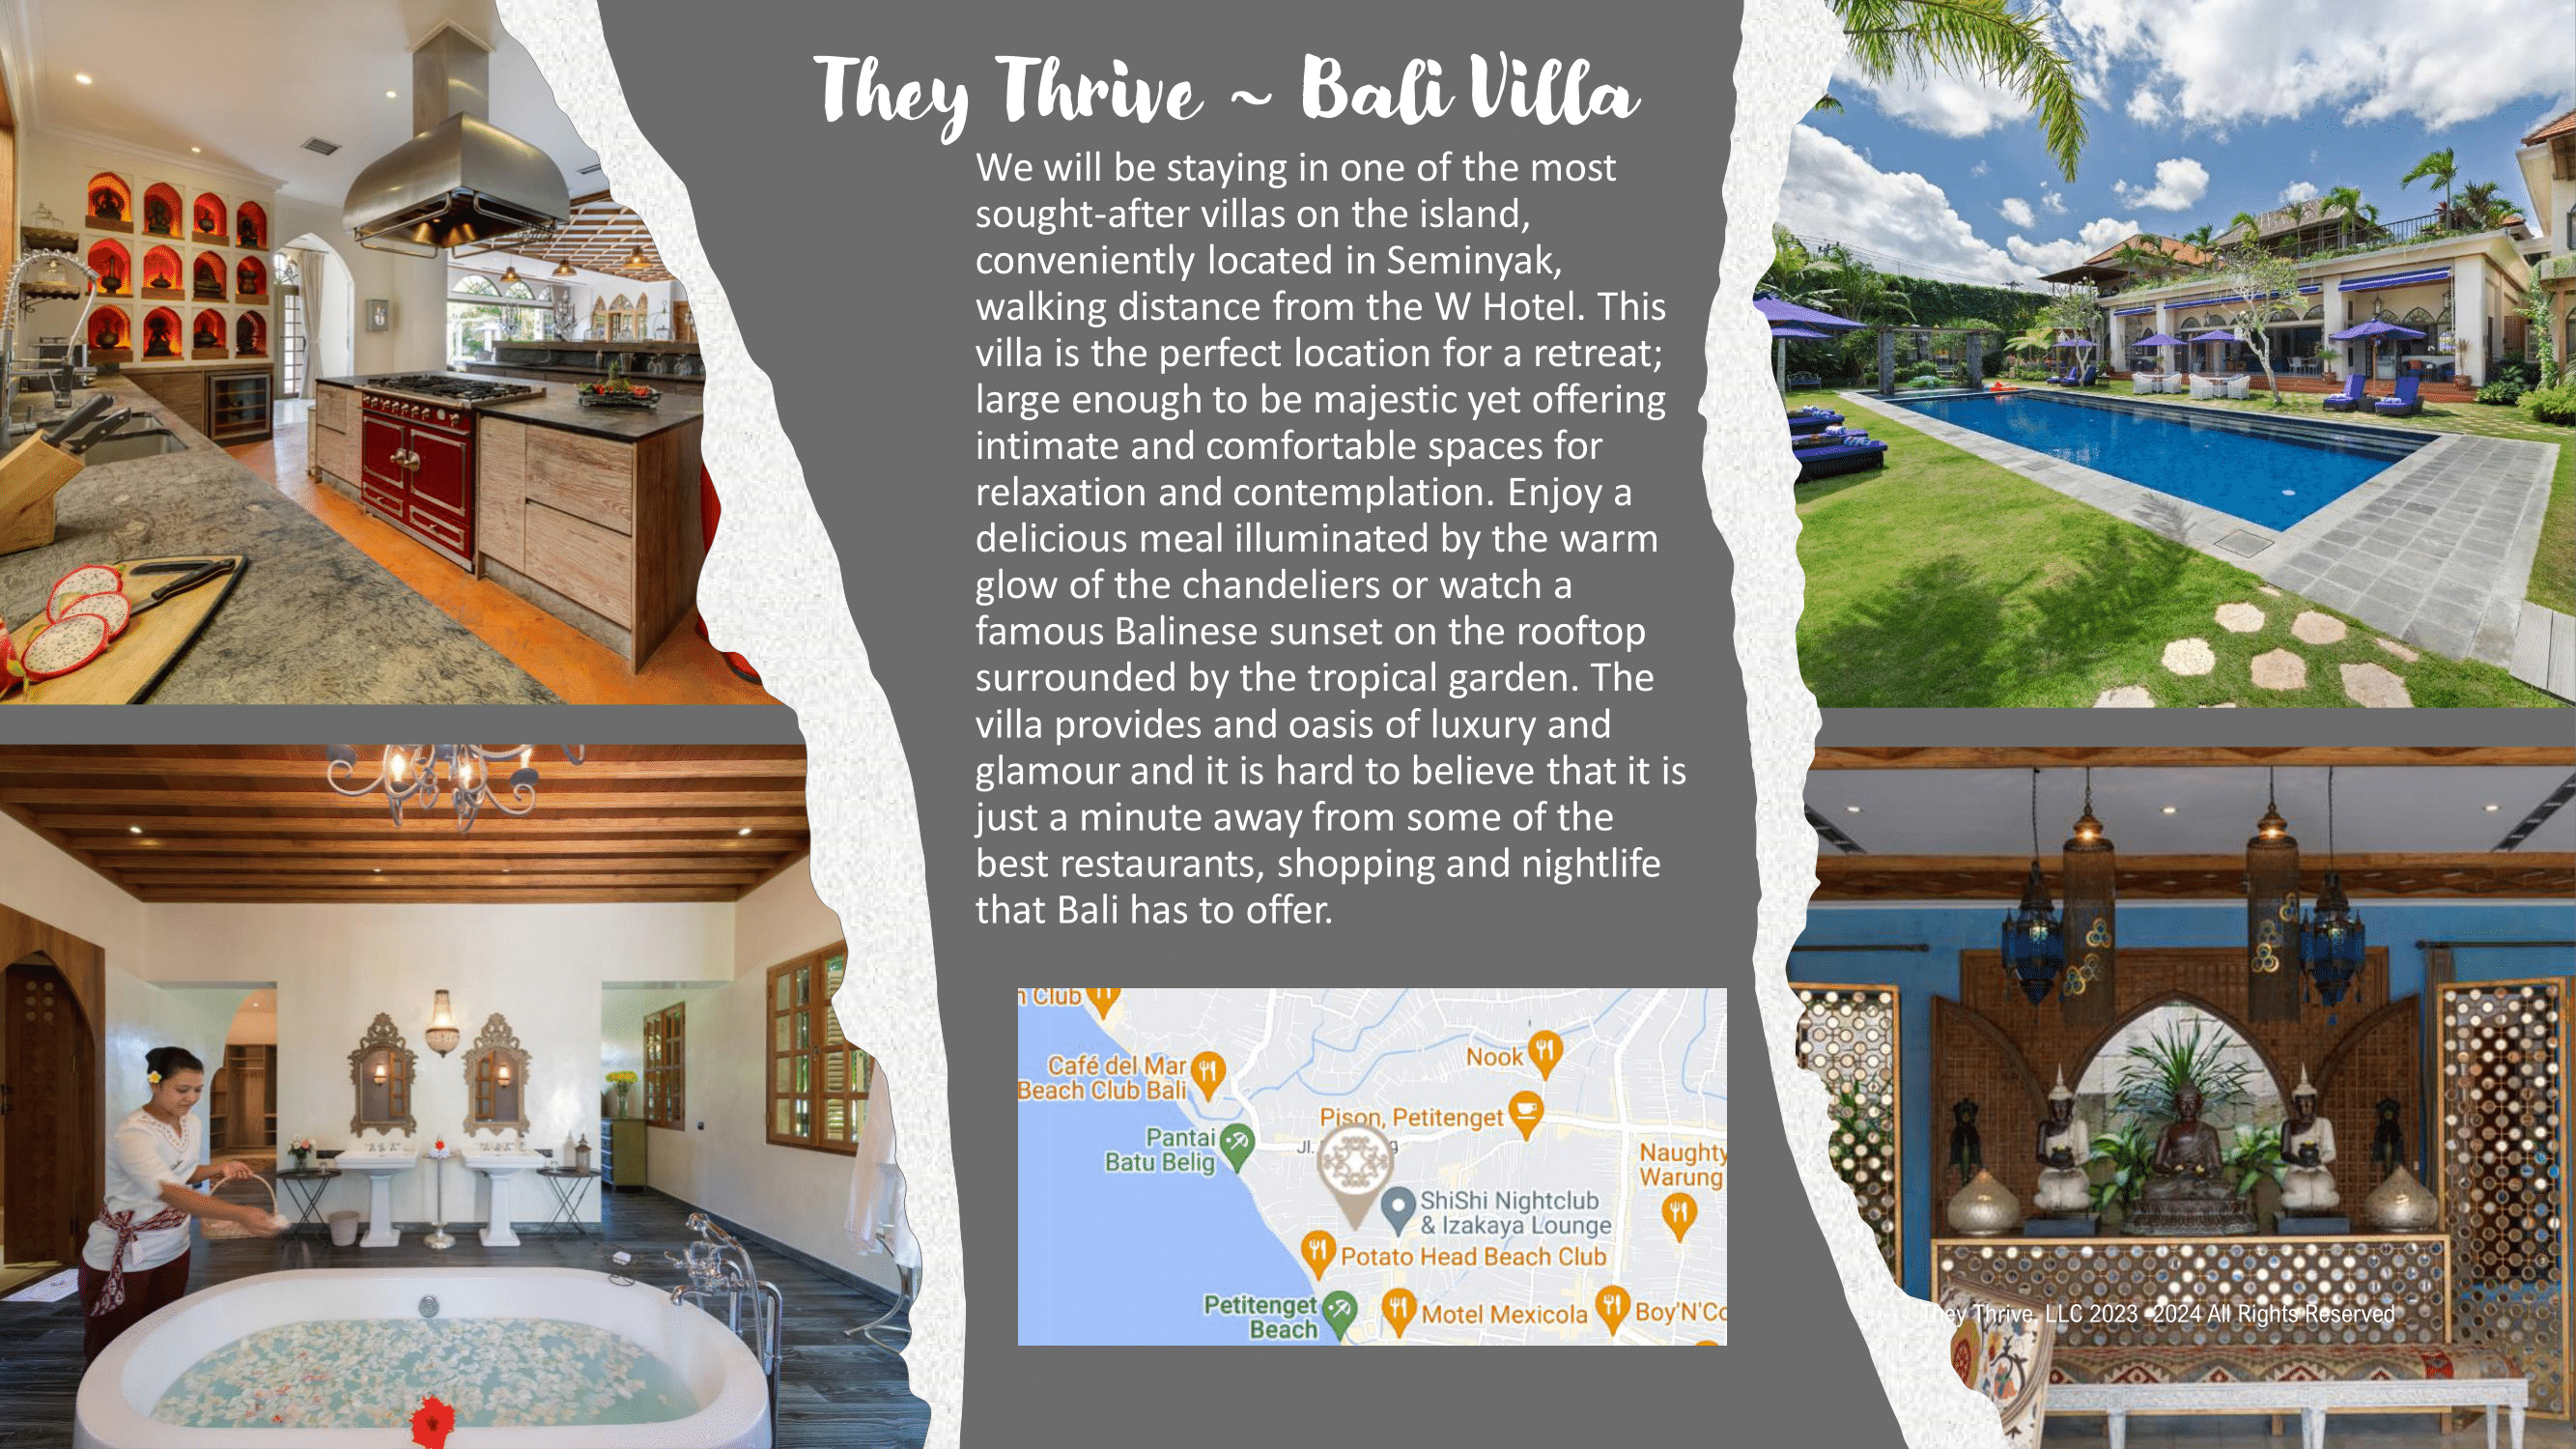 They Thrive ~ Bali Villa
We will be staying in one of the most
sought-after villas on the island,
conveniently located in Seminyak,
walking distance from the W Hotel. This
villa is the perfect location for a retreat;
large enough to be majestic yet offering
intimate and comfortable spaces for
relaxation and contemplation. Enjoy a
delicious meal illuminated by the warm
glow of the chandeliers or watch a
famous Balinese sunset on the rooftop
surrounded by the tropical garden. The
villa provides and oasis of luxury and
glamour and it is hard to believe that it is
just a minute away from some of the
best restaurants, shopping and nightlife
that Bali has to offer.
Club
Café del Mar
Beach Club Bali
Nook
Pison, Petitenget
Jl.
Pantai
Batu Belig
Naughty
Warung
ShiShi Nightclub
& Izakaya Lounge
Potato Head Beach Club
Petitenget
Beach
Motel Mexicola
Boy'N'Co
They Thrive, LLC 2023 -2024 All Rights Reserved